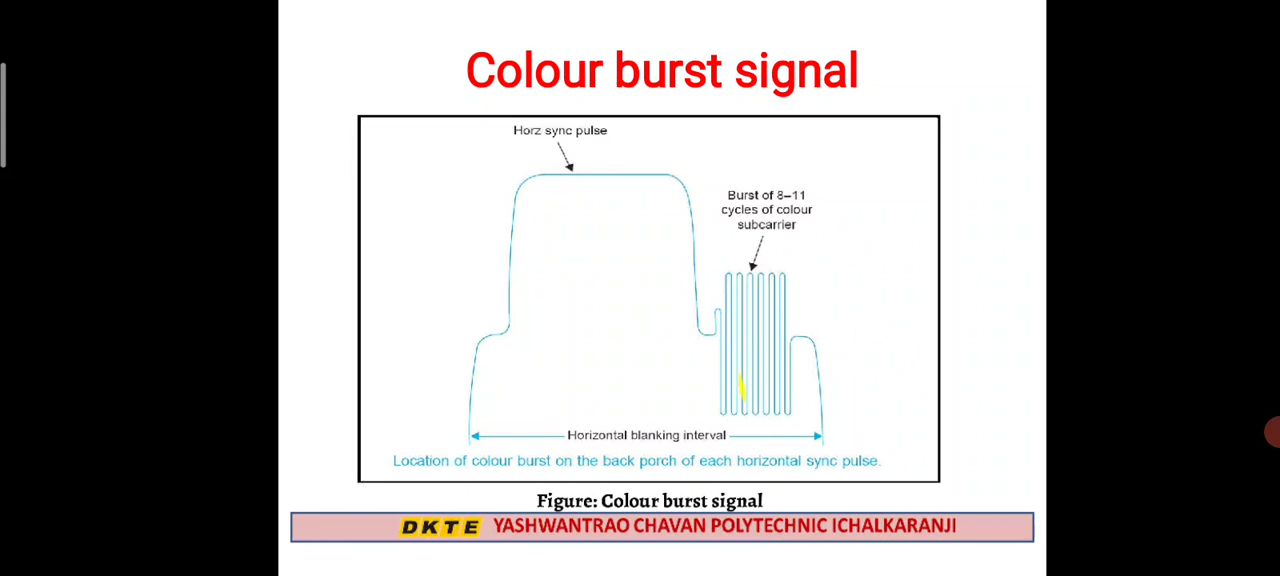 Colour burst signal
Horz sync pulse
Burst of 8–11
cycles of colour
subcarrier
Horizontal blanking interval
Location of colour burst on the back porch of each horizontal sync pulse.
Figure: Colour burst signal
DKTE YASHWANTRAO CHAVAN POLYTECHNIC ICHALKARANJI